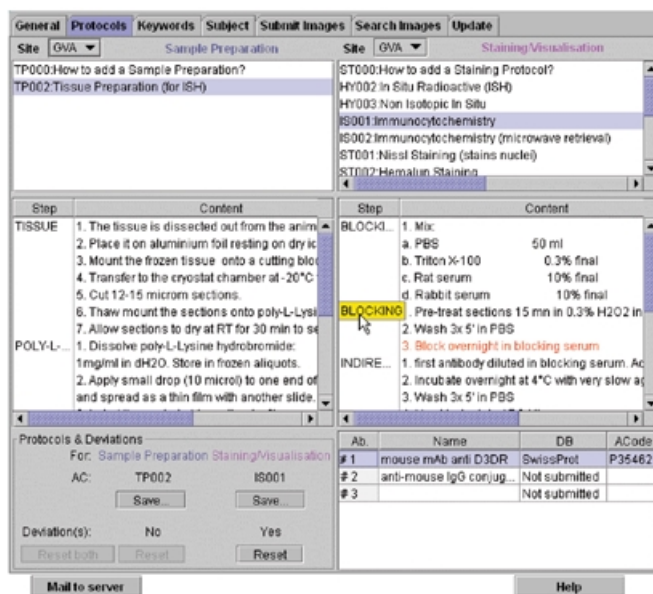 General Protocols Keywords Subject Submit Images Search Images Update
Site GVA Sample Preparation
TP000:How to add a Sample Preparation?
TP002:Tissue Preparation (for ISH)
Site GVA Staining/Visualisation
ST000:How to add a Staining Protocol?
HY002:In Situ Radioactive (ISH)
HY003:Non Isotopic In Situ
IS001:Immunocytochemistry
IS002:Immunocytochemistry (microwave retrieval)
ST001:Nissl Staining (stains nuclei)
ST002:Hemalun Staining
Step Content
TISSUE 1. The tissue is dissected out from the anim
2. Place it on aluminium foil resting on dry ic
3. Mount the frozen tissue onto a cutting bloc
4. Transfer to the cryostat chamber at -20°C
5. Cut 12-15 microm sections.
6. Thaw mount the sections onto poly-L-Lysi
7. Allow sections to dry at RT for 30 min to se
POLY-L-... 1. Dissolve poly-L-Lysine hydrobromide:
1mg/ml in dH2O. Store in frozen aliquots.
2. Apply small drop (10 microl) to one end of
and spread as a thin film with another slide.
Step Content
BLOCKI... 1. Mix:
a. PBS 50 ml
b. Triton X-100 0.3% final
c. Rat serum 10% final
d. Rabbit serum 10% final
BLOCKING . Pre-treat sections 15 mn in 0.3% H2O2 in
2. Wash 3x 5' in PBS
3. Block overnight in blocking serum
INDIRE... 1. first antibody diluted in blocking serum. Ac
2. Incubate overnight at 4°C with very slow ag
3. Wash 3x 5' in PBS
Protocols & Deviations
For: Sample Preparation Staining/Visualisation
AC: TP002 IS001
Save... Save...
Deviation(s): No Yes
Reset both Reset Reset
Ab. Name DB ACode
# 1 mouse mAb anti D3DR SwissProt P35462
# 2 anti-mouse IgG conjug... Not submitted
# 3 Not submitted
Mail to server Help